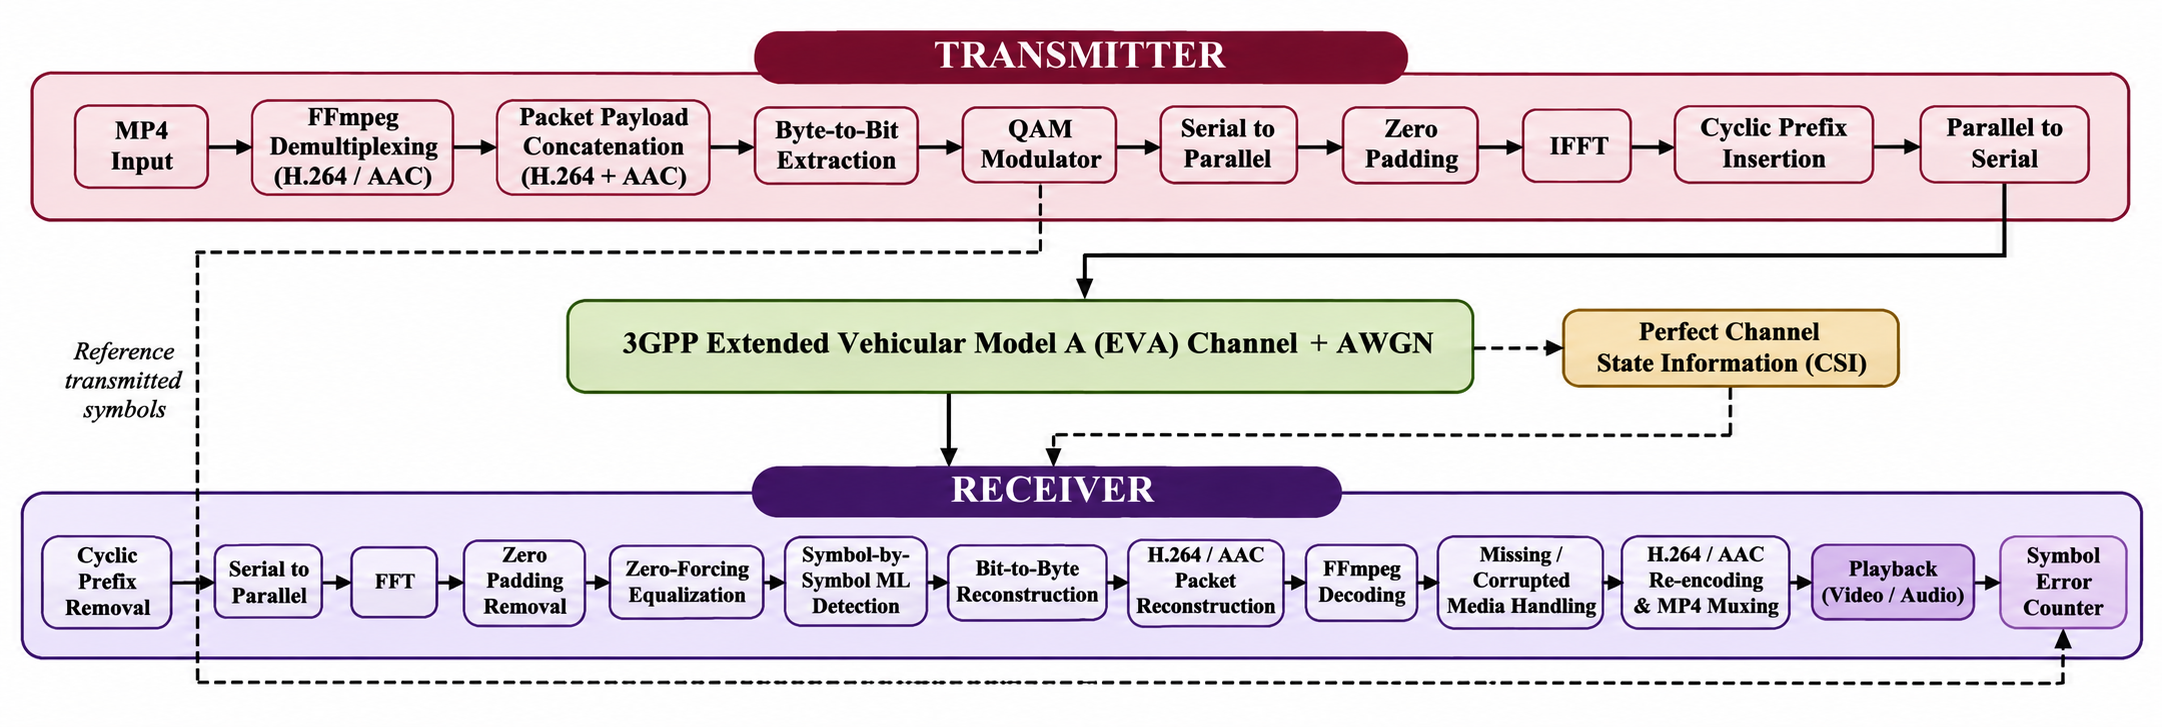 TRANSMITTER
MP4
Input
FFmpeg
Demultiplexing
(H.264 / AAC)
Packet Payload
Concatenation
(H.264 + AAC)
Byte-to-Bit
Extraction
QAM
Modulator
Serial to
Parallel
Zero
Padding
IFFT
Cyclic Prefix
Insertion
Parallel to
Serial
3GPP Extended Vehicular Model A (EVA) Channel + AWGN
Perfect Channel
State Information (CSI)
Reference
transmitted
symbols
RECEIVER
Cyclic
Prefix
Removal
Serial to
Parallel
FFT
Zero
Padding
Removal
Zero-Forcing
Equalization
Symbol-by-
Symbol ML
Detection
Bit-to-Byte
Reconstruction
H.264 / AAC
Packet
Reconstruction
FFmpeg
Decoding
Missing /
Corrupted
Media Handling
H.264 / AAC
Re-encoding
& MP4 Muxing
Playback
(Video / Audio)
Symbol
Error
Counter